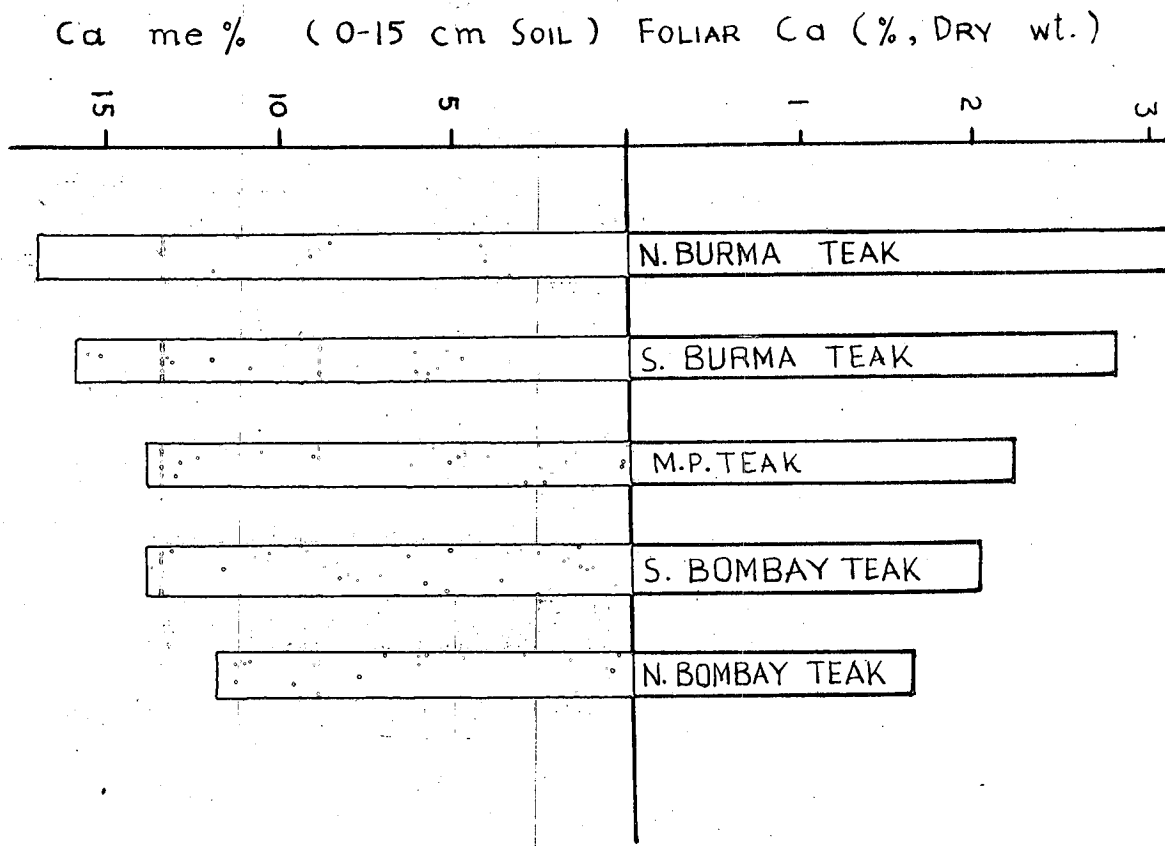 Ca me % (0-15 cm SOIL) FOLIAR Ca (%, DRY wt.)
15 10 5 1 2 3
N. BURMA TEAK
S. BURMA TEAK
M.P. TEAK
S. BOMBAY TEAK
N. BOMBAY TEAK